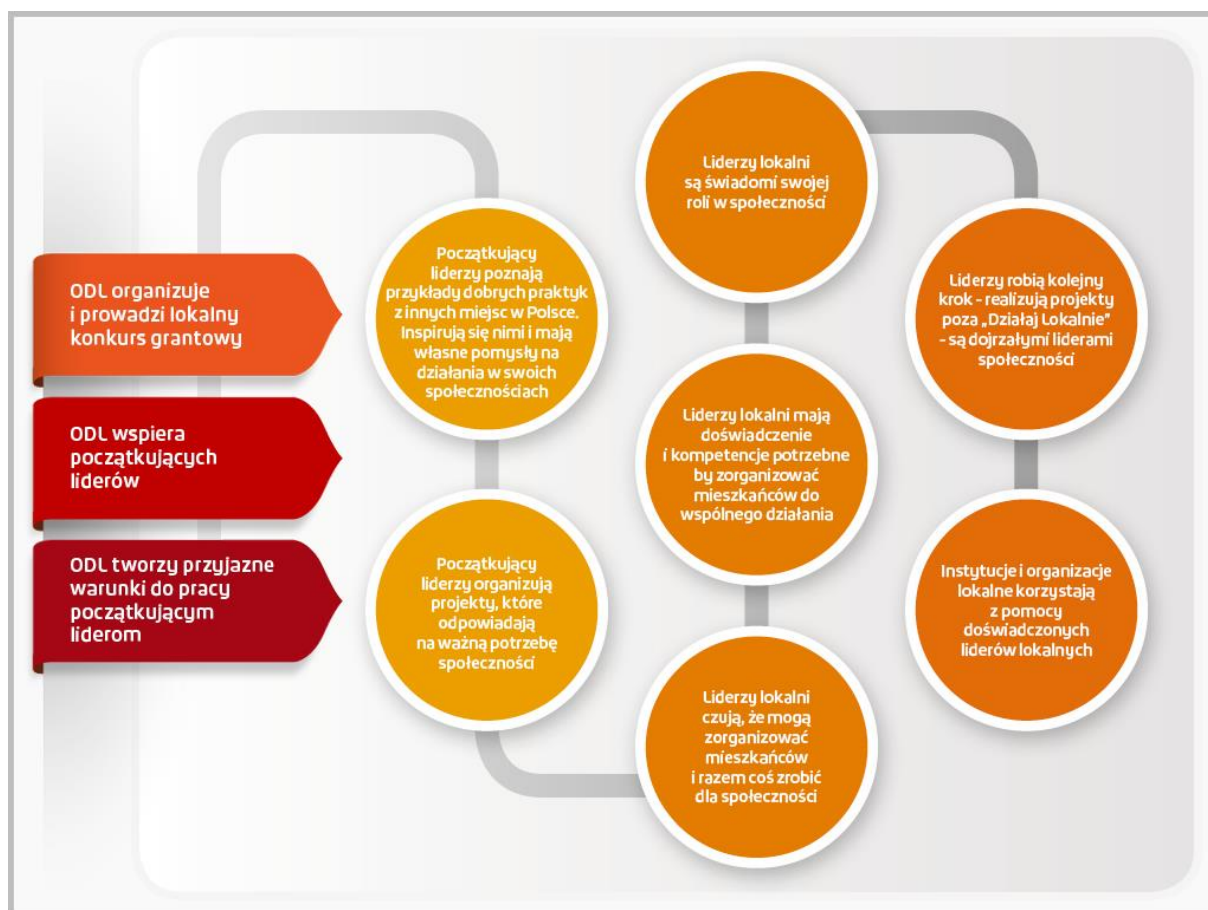 ODL organizuje
i prowadzi lokalny
konkurs grantowy
ODL wspiera
początkujących
liderów
ODL tworzy przyjazne
warunki do pracy
początkującym
liderom
Początkujący
liderzy poznają
przykłady dobrych praktyk
z innych miejsc w Polsce.
Inspirują się nimi i mają
własne pomysły na
działania w swoich
społecznościach
Początkujący
liderzy organizują
projekty, które
odpowiadają
na ważną potrzebę
społeczności
Liderzy lokalni
są świadomi swojej
roli w społeczności
Liderzy lokalni mają
doświadczenie
i kompetencje potrzebne
by zorganizować
mieszkańców do
wspólnego działania
Liderzy lokalni
czują, że mogą
zorganizować
mieszkańców
i razem coś zrobić
dla społeczności
Liderzy robią kolejny
krok - realizują projekty
poza „Działaj Lokalnie”
- są dojrzałymi liderami
społeczności
Instytucje i organizacje
lokalne korzystają
z pomocy
doświadczonych
liderów lokalnych